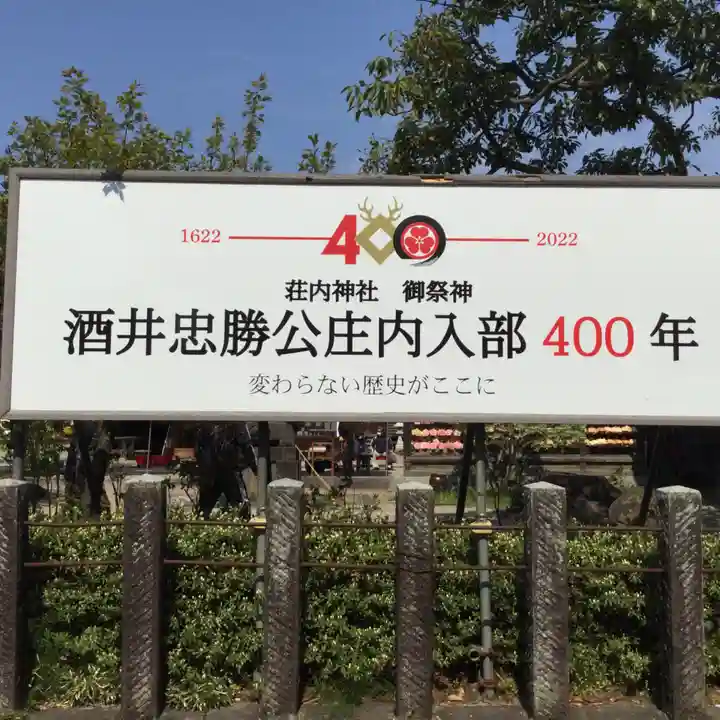 1622 400 2022
荘内神社 御祭神
酒井忠勝公庄内入部 400 年
変わらない歴史がここに